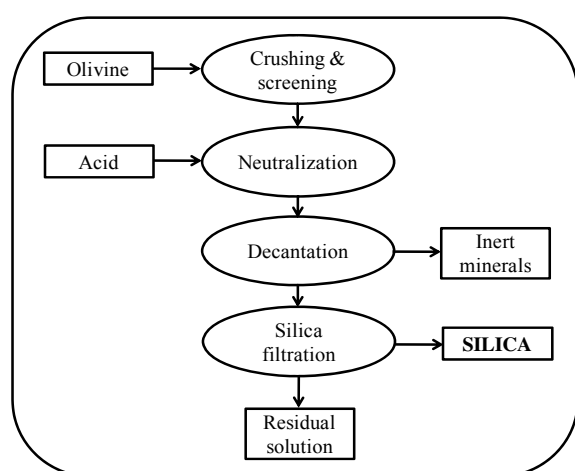 Olivine
Crushing &
screening
Acid
Neutralization
Decantation
Inert
minerals
Silica
filtration
SILICA
Residual
solution